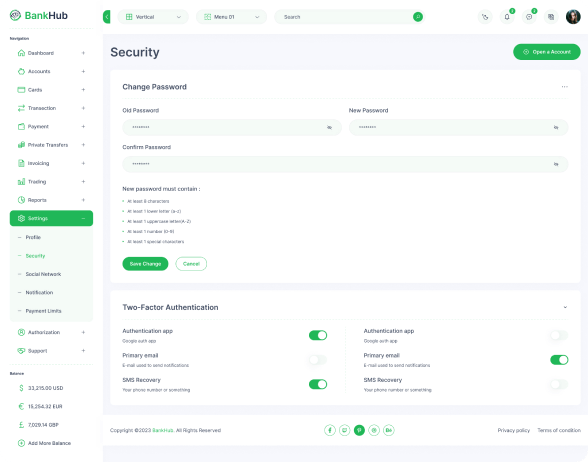 BankHub
Navigation
Dashboard
Accounts
Cards
Transaction
Payment
Private Transfers
Invoicing
Trading
Reports
Settings
Profile
Security
Social Network
Notification
Payment Limits
Authorization
Support
Balance
33,215.00 USD
15,254.32 EUR
7,029.14 GBP
Add More Balance
Vertical
Menu 01
Search
Security
Open a Account
Change Password
Old Password
New Password
********
********
Confirm Password
********
New password must contain :
• At least 8 characters
• At least 1 lower letter (a-z)
• At least 1 uppercase letter(A-Z)
• At least 1 number (0-9)
• At least 1 special characters
Save Change
Cancel
Two-Factor Authentication
Authentication app
Google auth app
Primary email
E-mail used to send notifications
SMS Recovery
Your phone number or something
Authentication app
Google auth app
Primary email
E-mail used to send notifications
SMS Recovery
Your phone number or something
Copyright ©2023 BankHub. All Rights Reserved
Privacy policy
Terms of condition